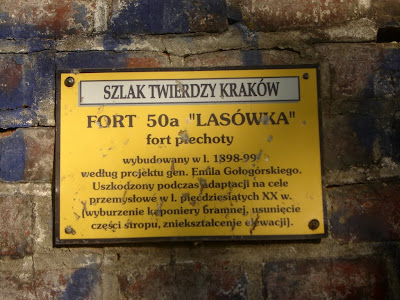 SZLAK TWIERDZY KRAKÓW
FORT 50a "LASÓWKA"
fort piechoty
wybudowany w l. 1898-99
według projektu gen. Emila Gołogórskiego.
Uszkodzony podczas adaptacji na cele
przemysłowe w l. pięćdziesiątych XX w.
(wyburzenie kaponiery bramnej, usunięcie
części stropu, zniekształcenie elewacji).